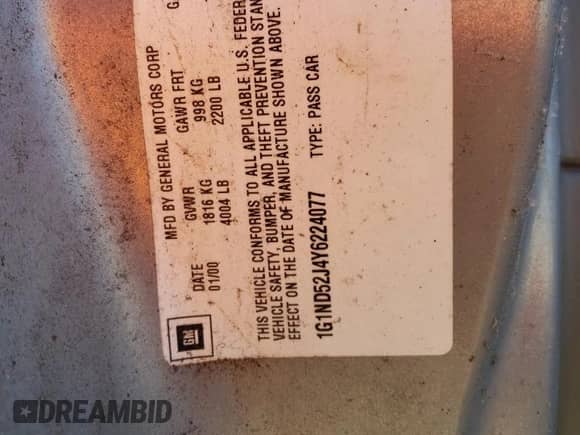 MFD BY GENERAL MOTORS CORP
DATE GVWR GAWR FRT
01/00 1816 KG 998 KG
4004 LB 2200 LB
THIS VEHICLE CONFORMS TO ALL APPLICABLE U.S. FEDER
VEHICLE SAFETY, BUMPER, AND THEFT PREVENTION STAN
EFFECT ON THE DATE OF MANUFACTURE SHOWN ABOVE.
1G1ND52J4Y6224077 TYPE: PASS CAR
GM
DREAMBID